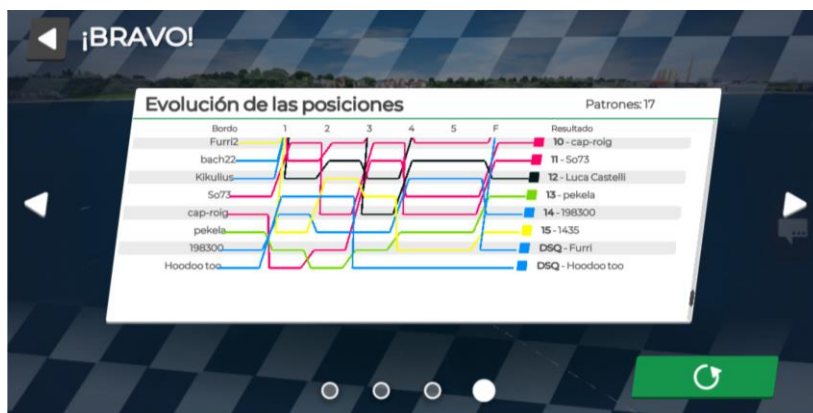 ¡BRAVO!
Evolución de las posiciones
Patrones: 17
Bordo 1 2 3 4 5 F Resultado
Furri2 10 - cap-roig
bach22 11 - So73
Kikulius 12 - Luca Castelli
So73 13 - pekela
cap-roig 14 - 198300
pekela 15 - 1435
198300 DSQ - Furri
Hoodoo too DSQ - Hoodoo too